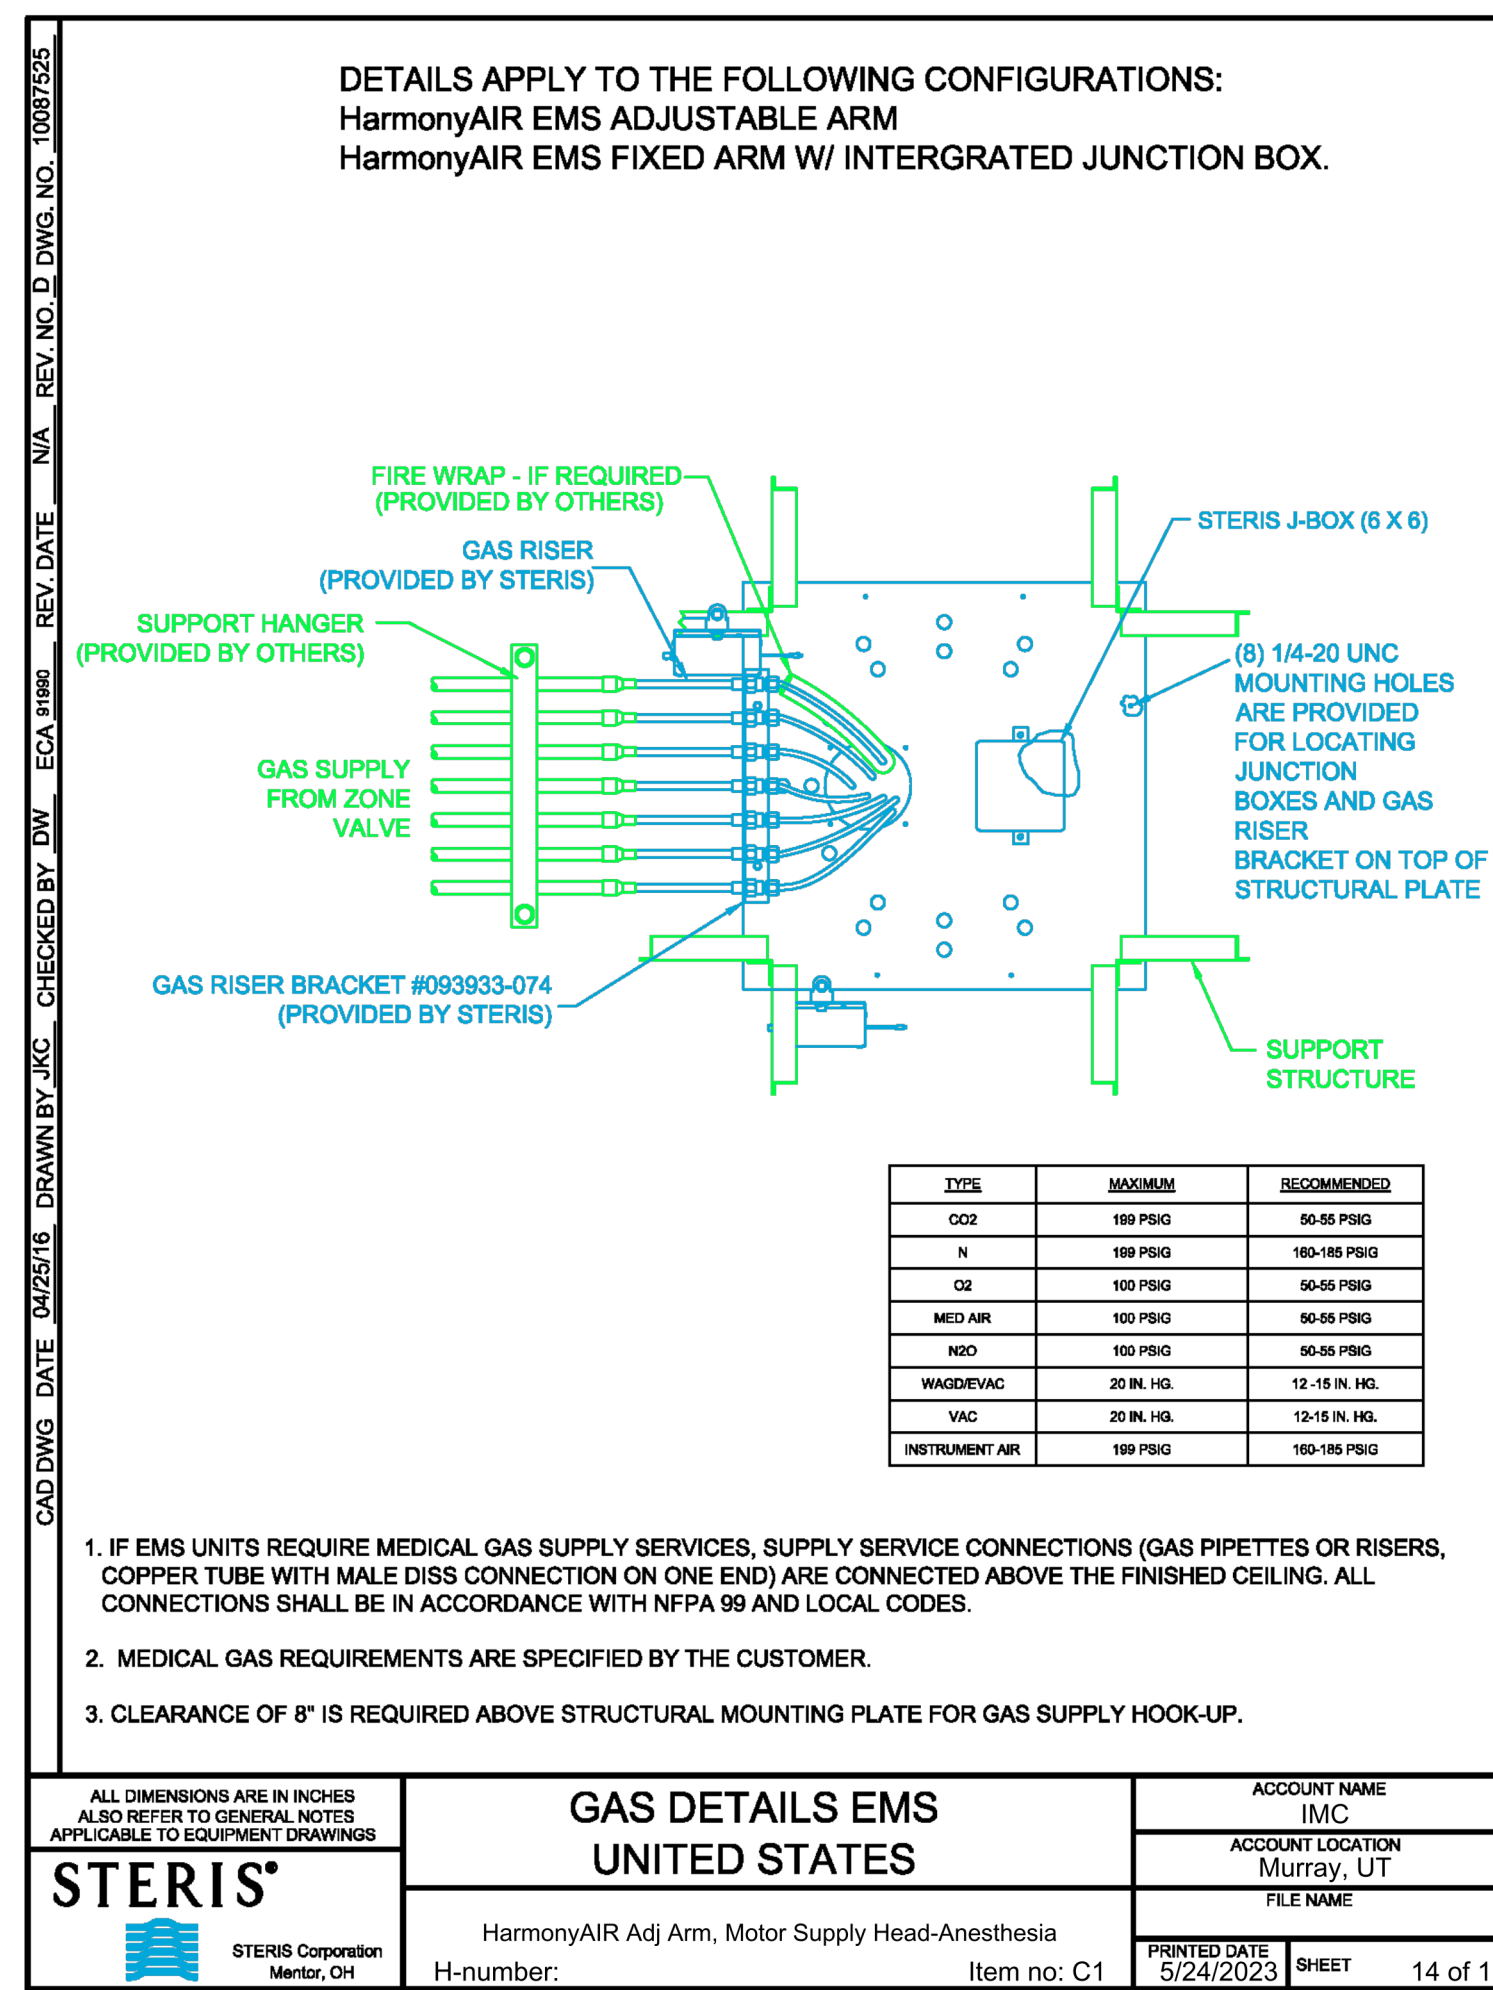 DETAILS APPLY TO THE FOLLOWING CONFIGURATIONS:
HarmonyAIR EMS ADJUSTABLE ARM
HarmonyAIR EMS FIXED ARM W/ INTERGRATED JUNCTION BOX.
CAD DWG DATE 04/25/16 DRAWN BY JKC CHECKED BY DW ECA 91990 REV. DATE N/A REV. NO. D DWG. NO. 10087525
FIRE WRAP - IF REQUIRED
(PROVIDED BY OTHERS)
GAS RISER
(PROVIDED BY STERIS)
SUPPORT HANGER
(PROVIDED BY OTHERS)
GAS SUPPLY
FROM ZONE
VALVE
GAS RISER BRACKET #093933-074
(PROVIDED BY STERIS)
STERIS J-BOX (6 X 6)
(8) 1/4-20 UNC
MOUNTING HOLES
ARE PROVIDED
FOR LOCATING
JUNCTION
BOXES AND GAS
RISER
BRACKET ON TOP OF
STRUCTURAL PLATE
SUPPORT
STRUCTURE
TYPE MAXIMUM RECOMMENDED
CO2 199 PSIG 50-55 PSIG
N 199 PSIG 160-185 PSIG
O2 100 PSIG 50-55 PSIG
MED AIR 100 PSIG 50-55 PSIG
N2O 100 PSIG 50-55 PSIG
WAGD/EVAC 20 IN. HG. 12 -15 IN. HG.
VAC 20 IN. HG. 12-15 IN. HG.
INSTRUMENT AIR 199 PSIG 160-185 PSIG
1. IF EMS UNITS REQUIRE MEDICAL GAS SUPPLY SERVICES, SUPPLY SERVICE CONNECTIONS (GAS PIPETTES OR RISERS,
COPPER TUBE WITH MALE DISS CONNECTION ON ONE END) ARE CONNECTED ABOVE THE FINISHED CEILING. ALL
CONNECTIONS SHALL BE IN ACCORDANCE WITH NFPA 99 AND LOCAL CODES.
2. MEDICAL GAS REQUIREMENTS ARE SPECIFIED BY THE CUSTOMER.
3. CLEARANCE OF 8" IS REQUIRED ABOVE STRUCTURAL MOUNTING PLATE FOR GAS SUPPLY HOOK-UP.
ALL DIMENSIONS ARE IN INCHES
ALSO REFER TO GENERAL NOTES
APPLICABLE TO EQUIPMENT DRAWINGS
STERIS®
STERIS Corporation
Mentor, OH
GAS DETAILS EMS
UNITED STATES
HarmonyAIR Adj Arm, Motor Supply Head-Anesthesia
H-number: Item no: C1
ACCOUNT NAME
IMC
ACCOUNT LOCATION
Murray, UT
FILE NAME
PRINTED DATE
5/24/2023
SHEET 14 of 1